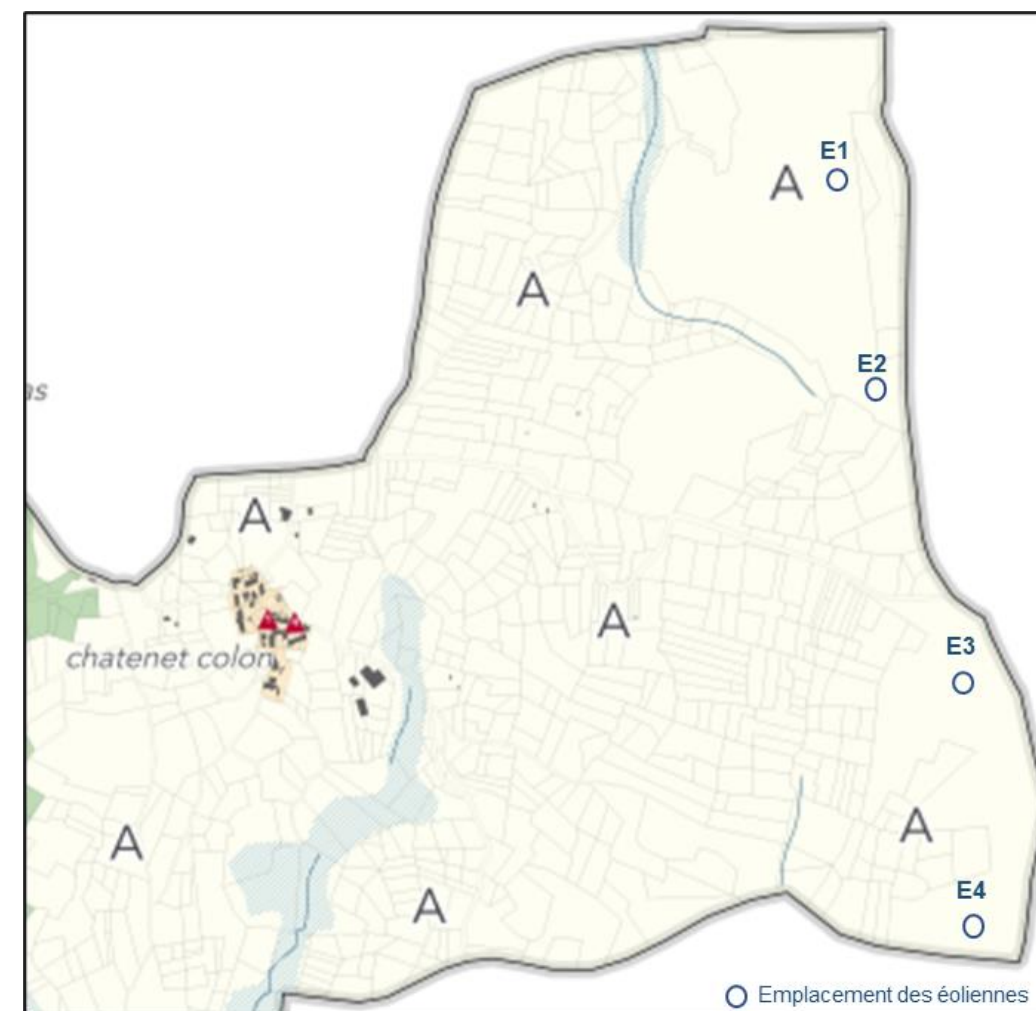 E1
A
A
E2
as
A
A
chatenet colon
E3
A
A
A
E4
Emplacement des éoliennes